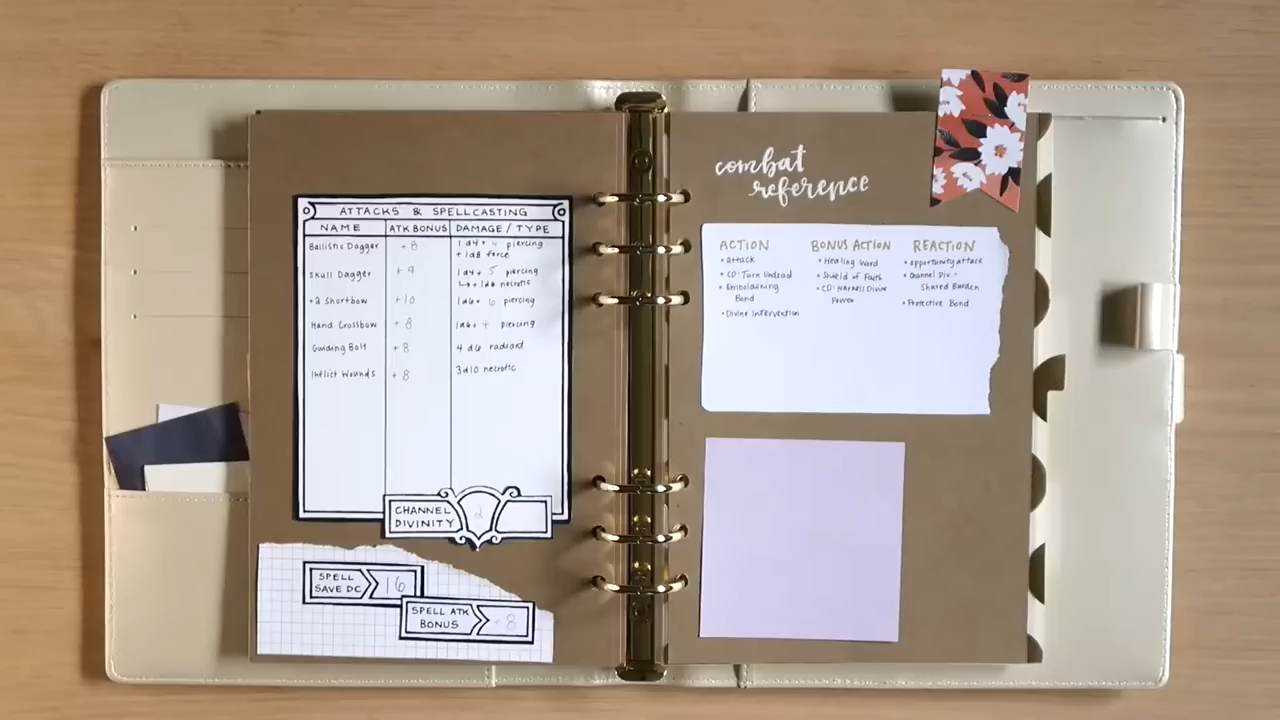 ATTACKS & SPELLCASTING
NAME ATK BONUS DAMAGE / TYPE
Ballistic Dagger +8 1d4+ 4 piercing
+ 1d8 force
Skull Dagger +9 1d4+ 5 piercing
↳+ 1d6 necrotic
+2 Shortbow +10 1d6+ 6 piercing
Hand Crossbow +8 1d6+ piercing
Guiding Bolt +8 4d6 radiant
Inflict Wounds +8 3d10 necrotic
CHANNEL
DIVINITY 2
SPELL
SAVE DC 16
SPELL ATK
BONUS +8
combat
reference
ACTION
• Attack
• CD: Turn Undead
• Emboldening
Bond
• Divine Intervention
BONUS ACTION
• Healing Word
• Shield of Faith
• CD: Harness Divine
Power
REACTION
• opportunity attack
• Channel Div.-
Shared Burden
• Protective Bond